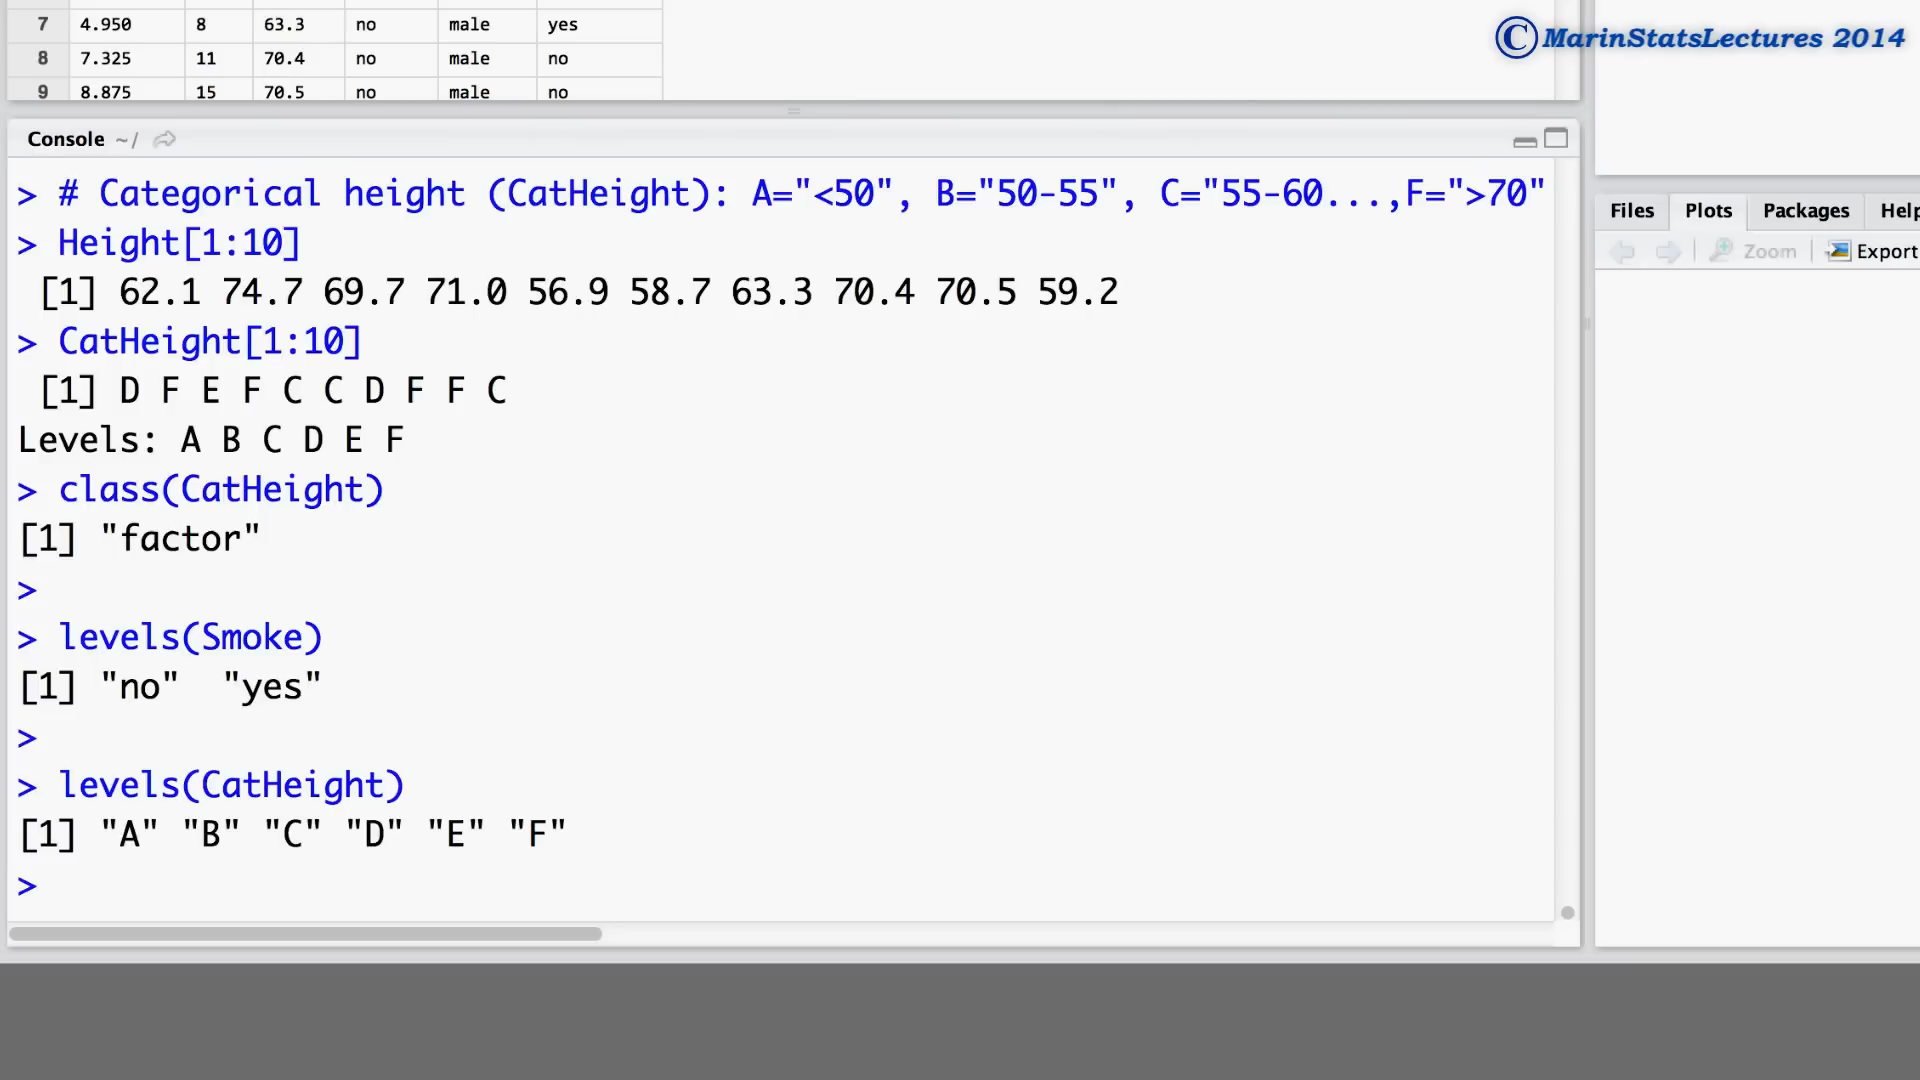 7 4.950 8 63.3 no male yes
8 7.325 11 70.4 no male no
9 8.875 15 70.5 no male no
© MarinStatsLectures 2014
Console ~/
> # Categorical height (CatHeight): A="<50", B="50-55", C="55-60...,F=">70"
> Height[1:10]
[1] 62.1 74.7 69.7 71.0 56.9 58.7 63.3 70.4 70.5 59.2
> CatHeight[1:10]
[1] D F E F C C D F F C
Levels: A B C D E F
> class(CatHeight)
[1] "factor"
>
> levels(Smoke)
[1] "no" "yes"
>
> levels(CatHeight)
[1] "A" "B" "C" "D" "E" "F"
>
Files Plots Packages Help
Zoom Export